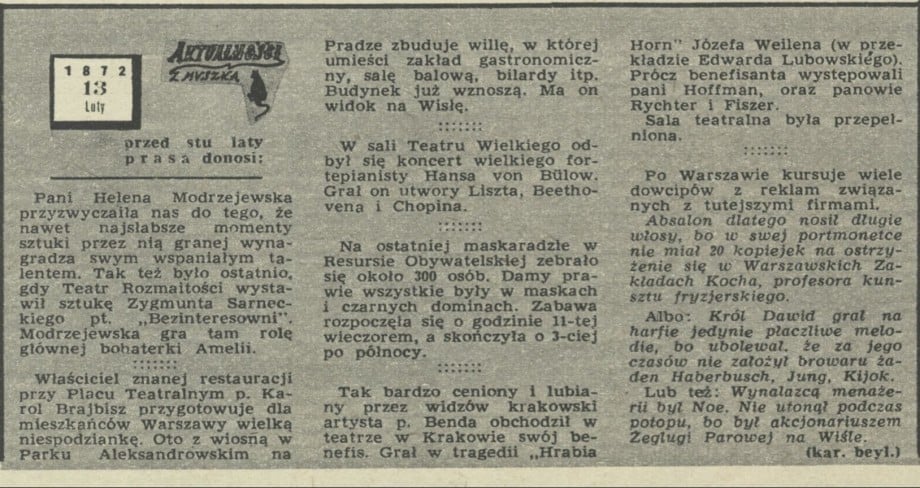 AKTUALNOŚCI
Z MYSZKĄ
1872
13
Luty
przed stu laty
prasa donosi:
Pani Helena Modrzejewska
przyzwyczaiła nas do tego, że
nawet najsłabsze momenty
sztuki przez nią granej wyna-
gradza swym wspaniałym ta-
lentem. Tak też było ostatnio,
gdy Teatr Rozmaitości wysta-
wił sztukę Zygmunta Sarnec-
kiego pt. „Bezinteresowni".
Modrzejewska gra tam rolę
głównej bohaterki Amelii.
Właściciel znanej restauracji
przy Placu Teatralnym p. Ka-
rol Brajbisz przygotowuje dla
mieszkańców Warszawy wielką
niespodziankę. Oto z wiosną w
Parku Aleksandrowskim na
Pradze zbuduje willę, w której
umieści zakład gastronomicz-
ny, salę balową, bilardy itp.
Budynek już wznoszą. Ma on
widok na Wisłę.
W sali Teatru Wielkiego od-
był się koncert wielkiego for-
tepianisty Hansa von Bülow.
Grał on utwory Liszta, Beetho-
vena i Chopina.
Na ostatniej maskaradzie w
Resursie Obywatelskiej zebrało
się około 300 osób. Damy pra-
wie wszystkie były w maskach
i czarnych dominach. Zabawa
rozpoczęła się o godzinie 11-tej
wieczorem, a skończyła o 3-ciej
po północy.
Tak bardzo ceniony i lubia-
ny przez widzów krakowski
artysta p. Benda obchodził w
teatrze w Krakowie swój be-
nefis. Grał w tragedii „Hrabia
Horn" Józefa Weilena (w prze-
kładzie Edwarda Lubowskiego).
Prócz benefisanta występowali
pani Hoffman, oraz panowie
Rychter i Fiszer.
Sala teatralna była przepeł-
niona.
Po Warszawie kursuje wiele
dowcipów z reklam związa-
nych z tutejszymi firmami.
Absalon dlatego nosił długie
włosy, bo w swej portmonetce
nie miał 20 kopiejek na ostrzy-
żenie się w Warszawskich Za-
kładach Kocha, profesora kun-
sztu fryzjerskiego.
Albo: Król Dawid grał na
harfie jedynie płaczliwe melo-
die, bo ubolewał, że za jego
czasów nie założył browaru ża-
den Haberbusch, Jung, Kijok.
Lub też: Wynalazcą menaże-
rii był Noe. Nie utonął podczas
potopu, bo był akcjonariuszem
Żeglugi Parowej na Wiśle.
(kar. beyl.)